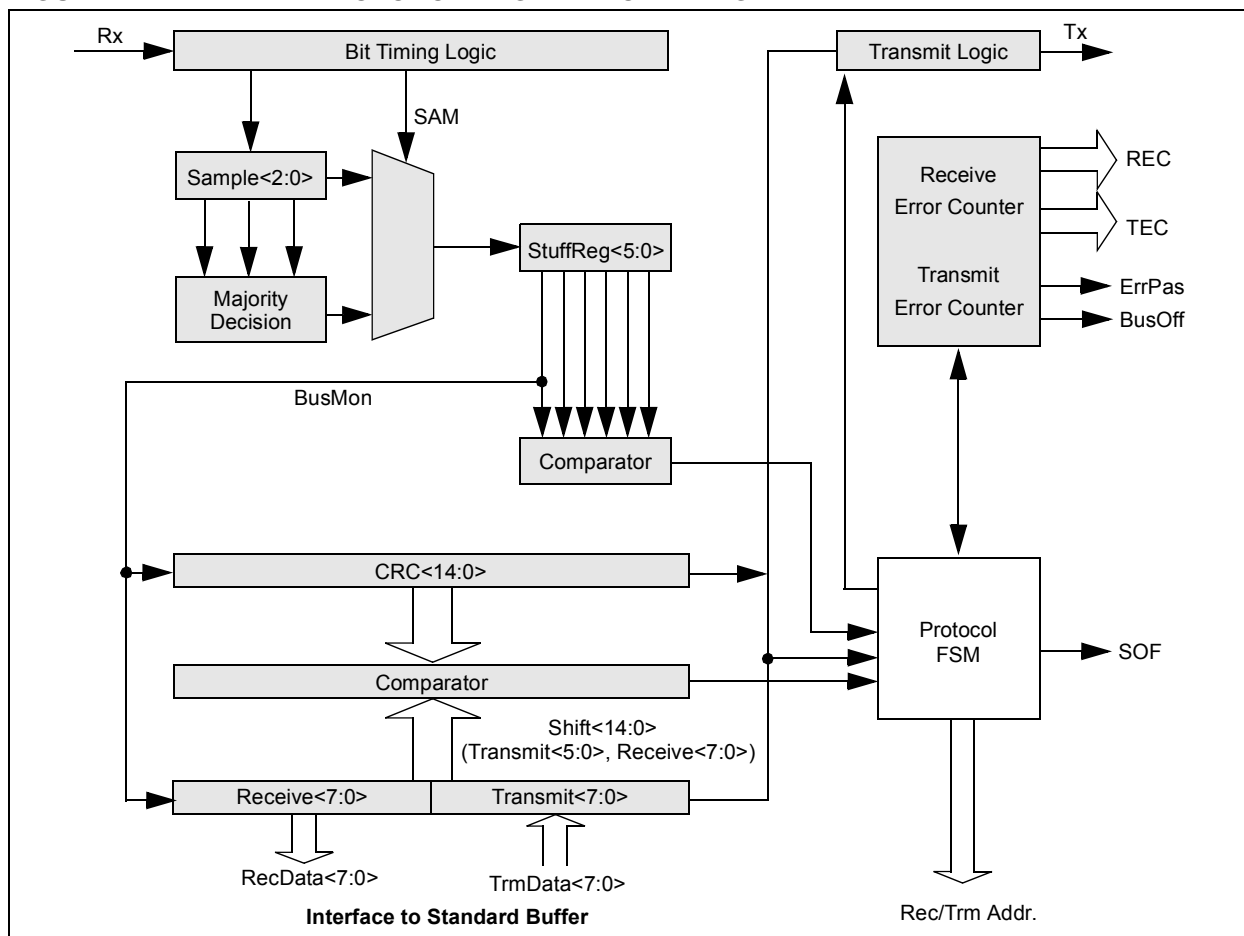 Rx
Bit Timing Logic
Transmit Logic
Tx
SAM
Sample<2:0>
Majority
Decision
StuffReg<5:0>
Receive
Error Counter
Transmit
Error Counter
REC
TEC
ErrPas
BusOff
BusMon
Comparator
CRC<14:0>
Comparator
Protocol
FSM
SOF
Shift<14:0>
(Transmit<5:0>, Receive<7:0>)
Receive<7:0>
Transmit<7:0>
RecData<7:0>
TrmData<7:0>
Interface to Standard Buffer
Rec/Trm Addr.